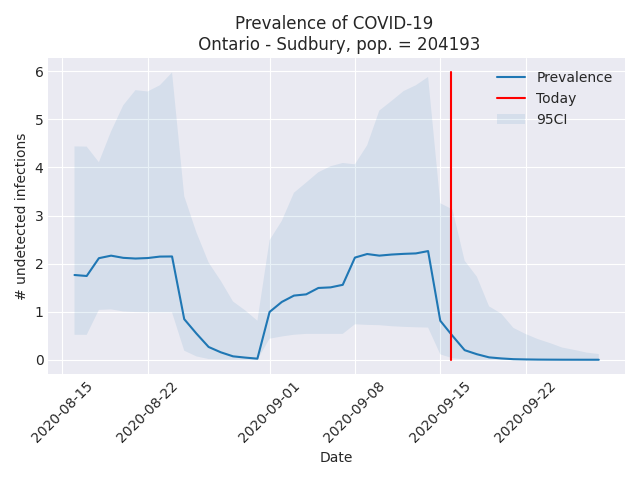 Prevalence of COVID-19
Ontario - Sudbury, pop. = 204193
6
5
4
3
2
1
0
# undetected infections
Prevalence
Today
95CI
2020-08-15
2020-08-22
2020-09-01
2020-09-08
2020-09-15
2020-09-22
Date